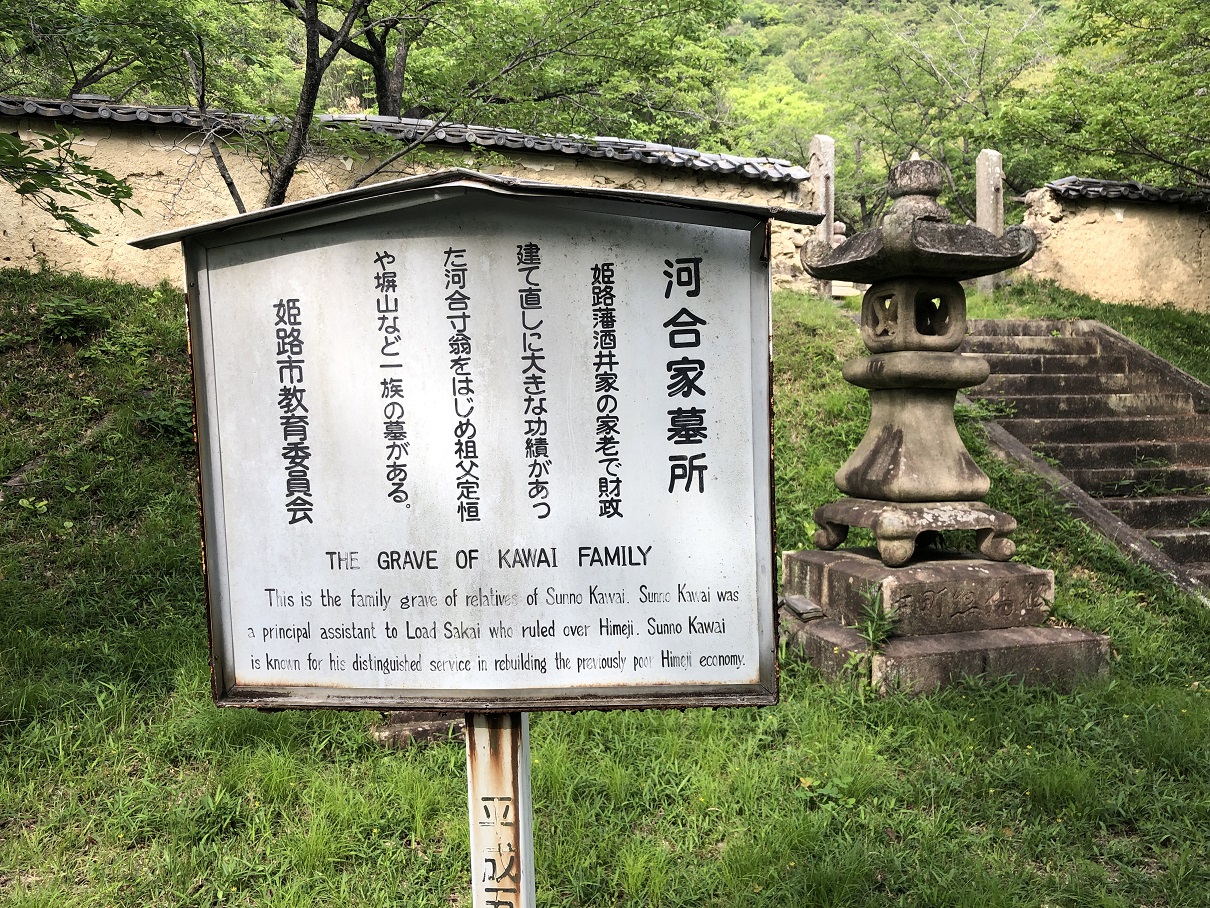 河合家墓所
姫路藩酒井家の家老で財政
建て直しに大きな功績があつ
た河合寸翁をはじめ祖父定恒
や塀山など一族の墓がある。
姫路市教育委員会
THE GRAVE OF KAWAI FAMILY
This is the family grave of relatives of Sunno Kawai. Sunno Kawai was
a principal assistant to Load Sakai who ruled over Himeji. Sunno Kawai
is known for his distinguished service in rebuilding the previously poor Himeji economy.
平成